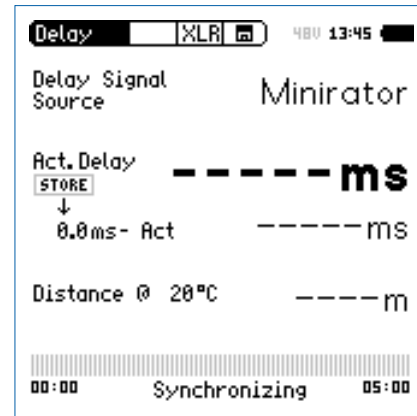 Delay XLR 48V 13:45
Delay Signal Minirator
Source
Act. Delay -----ms
STORE
↓
0.0ms- Act -----ms
Distance @ 20°C ----m
00:00 Synchronizing 05:00